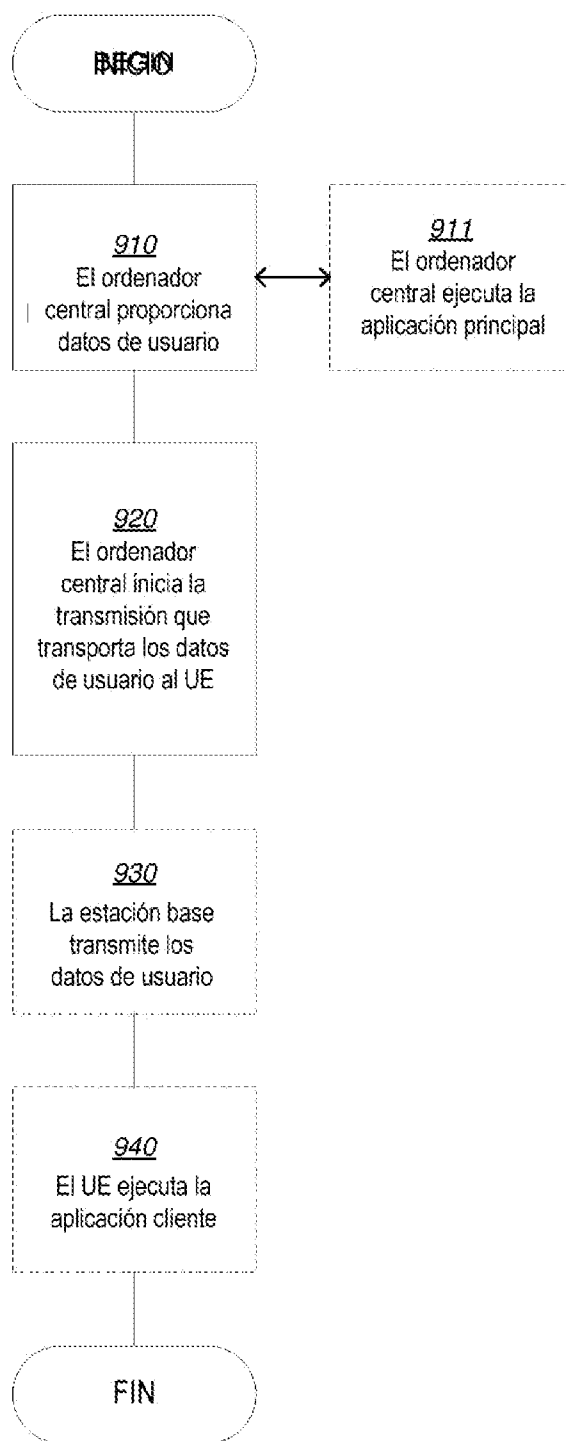 910
El ordenador
central proporciona
datos de usuario
911
El ordenador
central ejecuta la
aplicación principal
920
El ordenador
central inicia la
transmisión que
transporta los datos
de usuario al UE
930
La estación base
transmite los
datos de usuario
940
El UE ejecuta la
aplicación cliente
FIN